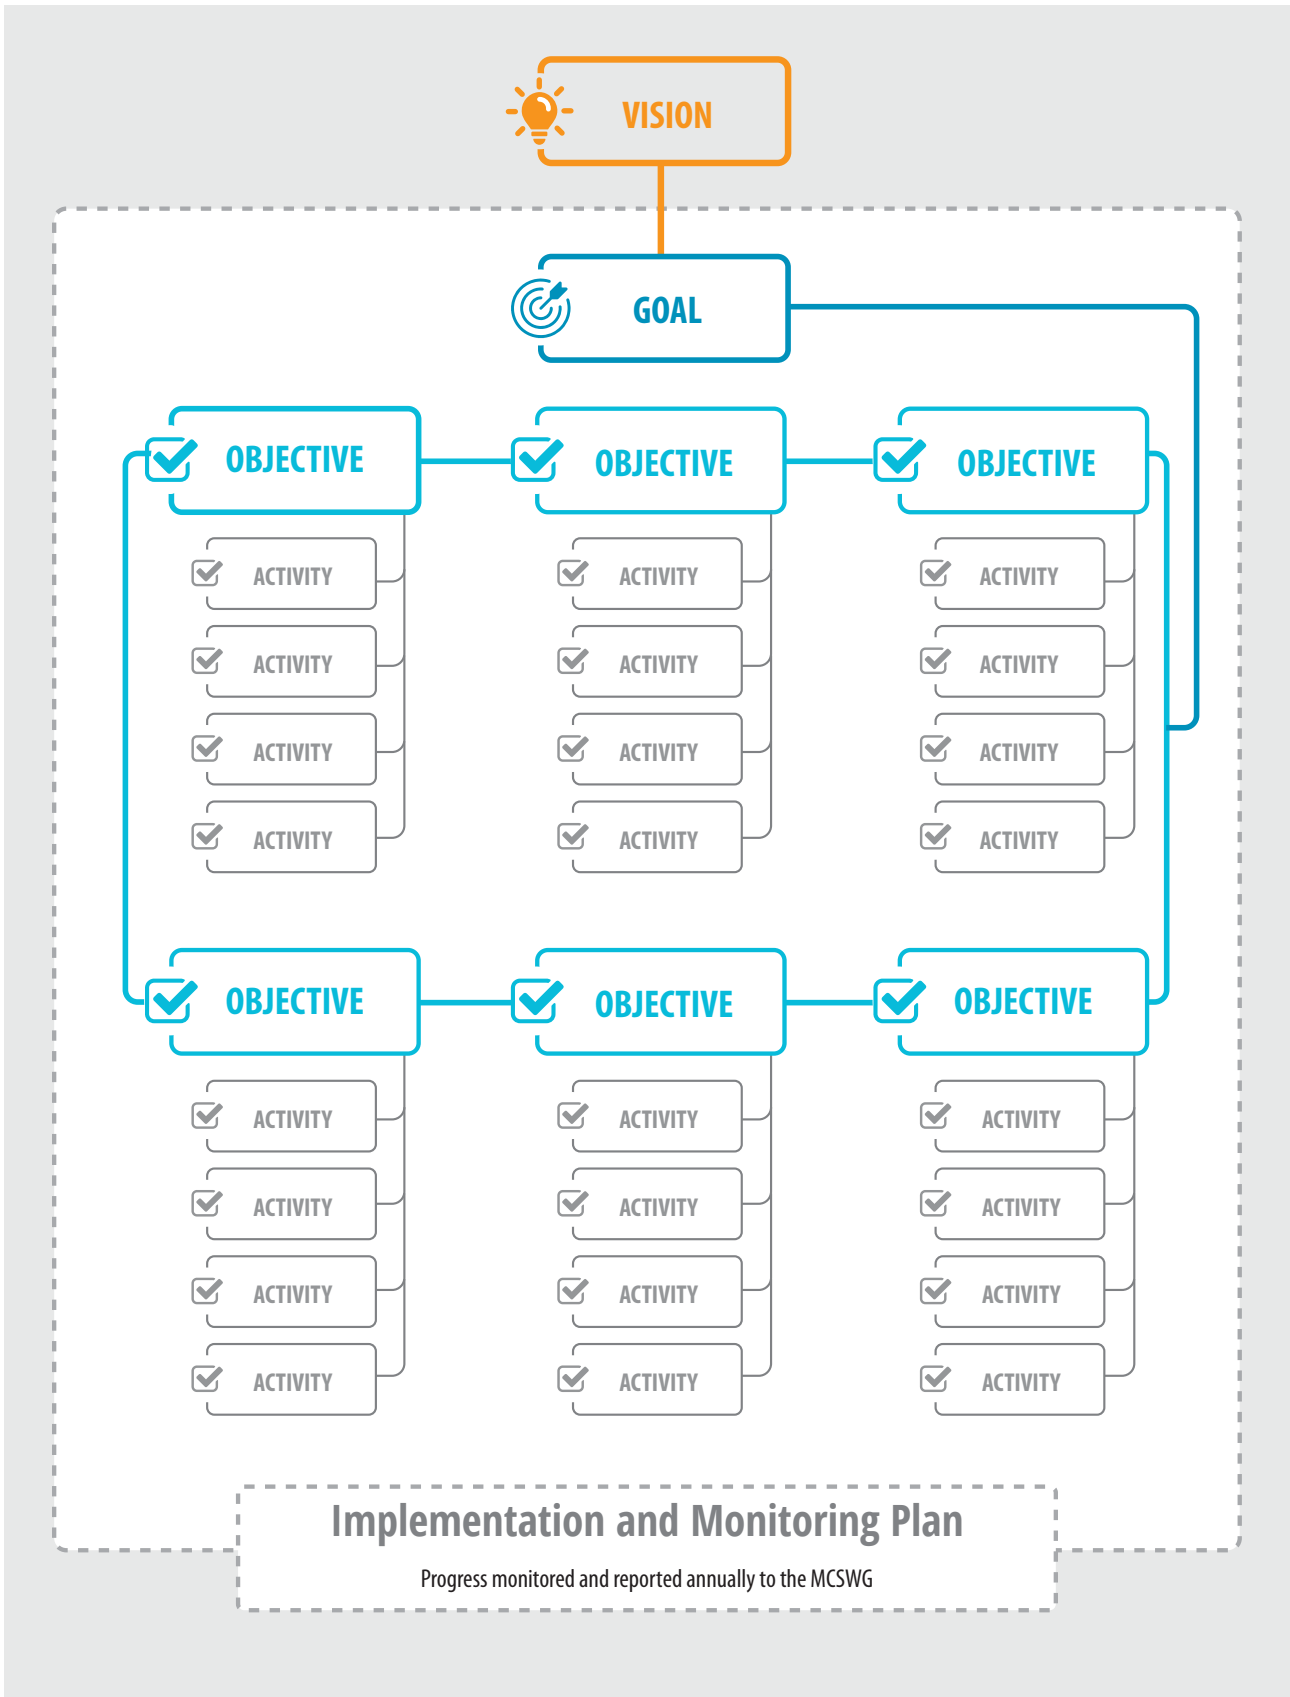 VISION
GOAL
OBJECTIVE OBJECTIVE OBJECTIVE
ACTIVITY ACTIVITY ACTIVITY
ACTIVITY ACTIVITY ACTIVITY
ACTIVITY ACTIVITY ACTIVITY
ACTIVITY ACTIVITY ACTIVITY
OBJECTIVE OBJECTIVE OBJECTIVE
ACTIVITY ACTIVITY ACTIVITY
ACTIVITY ACTIVITY ACTIVITY
ACTIVITY ACTIVITY ACTIVITY
ACTIVITY ACTIVITY ACTIVITY
Implementation and Monitoring Plan
Progress monitored and reported annually to the MCSWG